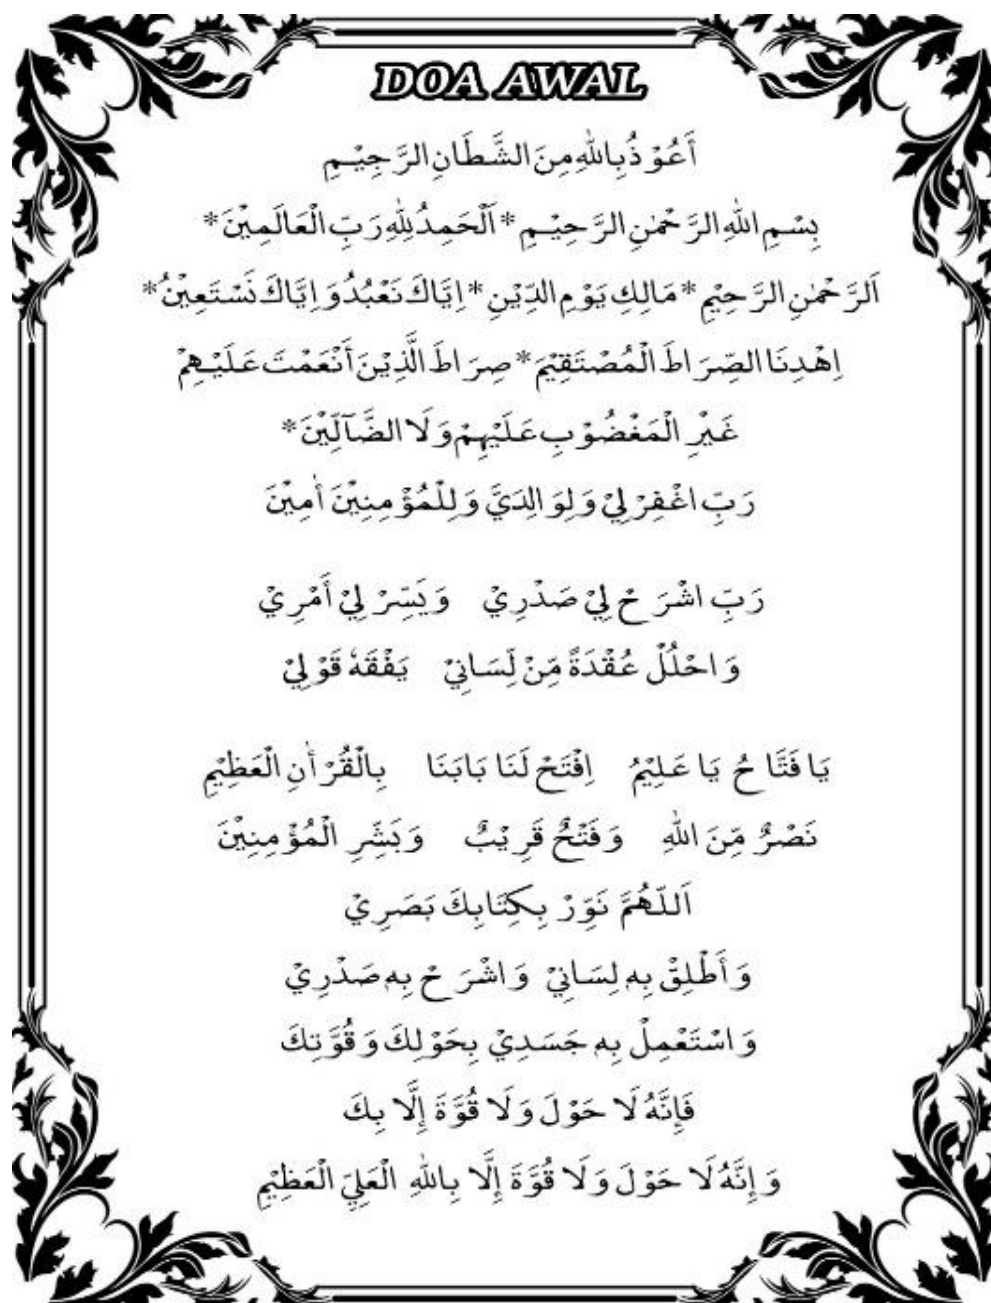 DOA AWAL
أَعُوْذُبِاللهِ مِنَ الشَّطَانِ الرَّجِيْمِ
بِسْمِ اللهِ الرَّحْمٰنِ الرَّحِيْمِ * اَلْحَمِدُلِلهِ رَبِّ الْعَالَمِيْنَ *
اَلرَّحْمٰنِ الرَّحِيْمِ * مَالِكِ يَوْمِ الدِّيْنِ * اِيَّاكَ نَعْبُدُ وَاِيَّاكَ نَسْتَعِيْنُ *
اِهْدِنَا الصِّرَاطَ الْمُصْتَقِيْمَ * صِرَاطَ الَّذِيْنَ أَنْعَمْتَ عَلَيْهِمْ
غَيْرِ الْمَغْضُوْبِ عَلَيْهِمْ وَلَا الضَّآلِّيْنَ *
رَبِّ اغْفِرْلِيْ وَلِوَالِدَيَّ وَلِلْمُؤْمِنِيْنَ أٰمِيْنَ
رَبِّ اشْرَحْ لِيْ صَدْرِيْ وَيَسِّرْ لِيْ أَمْرِيْ
وَاحْلُلْ عُقْدَةً مِّنْ لِّسَانِيْ يَفْقَهُ قَوْلِيْ
يَا فَتَّاحُ يَا عَلِيْمُ اِفْتَحْ لَنَا بَابَنَا بِالْقُرْأٰنِ الْعَظِيْمِ
نَصْرٌ مِّنَ اللهِ وَفَتْحٌ قَرِيْبٌ وَبَشِّرِ الْمُؤْمِنِيْنَ
اَللّٰهُمَّ نَوِّرْ بِكِتَابِكَ بَصَرِيْ
وَأَطْلِقْ بِهِ لِسَانِيْ وَاشْرَحْ بِهِ صَدْرِيْ
وَاسْتَعْمِلْ بِهِ جَسَدِيْ بِحَوْلِكَ وَقُوَّتِكَ
فَإِنَّهُ لَا حَوْلَ وَلَا قُوَّةَ إِلَّا بِكَ
وَإِنَّهُ لَا حَوْلَ وَلَا قُوَّةَ إِلَّا بِاللهِ الْعَلِيِّ الْعَظِيْمِ